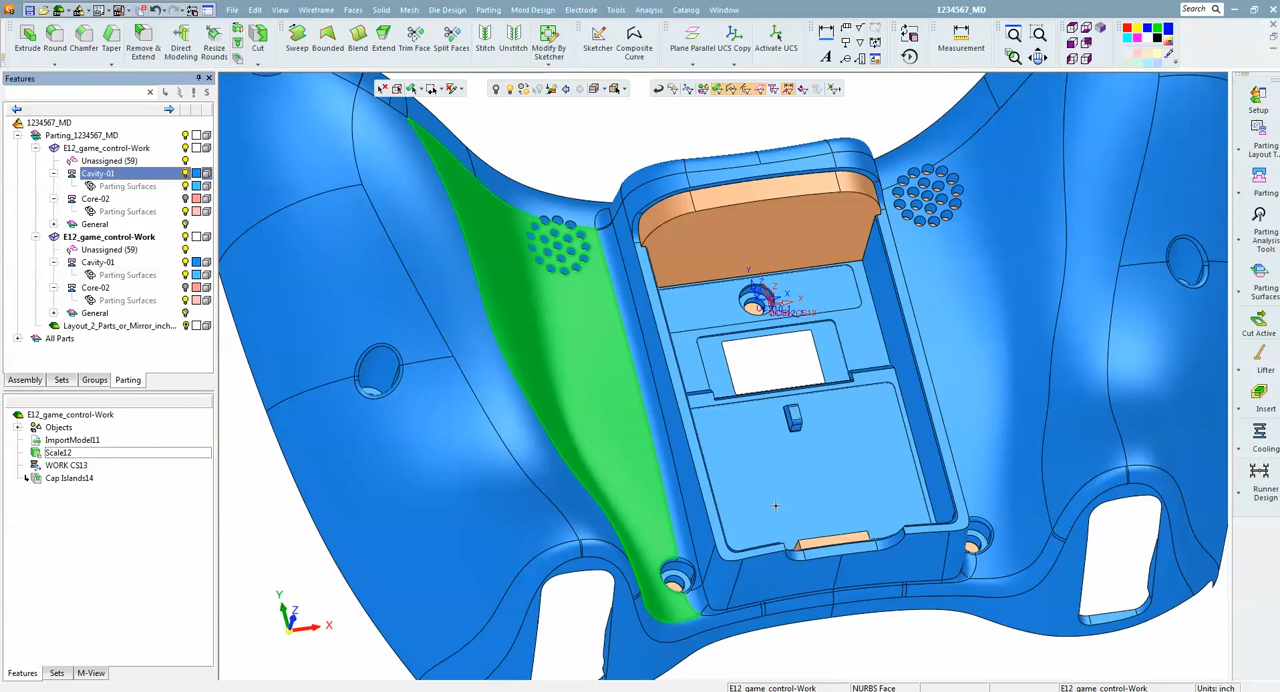 File Edit View Wireframe Faces Solid Mesh Die Design Parting Mold Design Electrode Tools Analysis Catalog Window 1234567_MD Search
Extrude Round Chamfer Taper Remove & Extend Direct Modeling Resize Rounds Cut Sweep Bounded Blend Extend Trim Face Split Faces Stitch Unstitch Modify By Sketcher Sketcher Composite Curve Plane Parallel UCS Copy Activate UCS A Measurement
Features
1234567_MD
Parting_1234567_MD
E12_game_control-Work
Unassigned (59)
Cavity-01
Parting Surfaces
Core-02
Parting Surfaces
General
E12_game_control-Work
Unassigned (59)
Cavity-01
Parting Surfaces
Core-02
Parting Surfaces
General
Layout_2_Parts_or_Mirror_inch...
All Parts
Assembly Sets Groups Parting
E12_game_control-Work
Objects
ImportModel11
Scale12
WORK CS13
Cap Islands14
Features Sets M-View
Y
Z
X
Y
Z
X
X
Setup
Parting Layout T...
Parting
Parting Analysis Tools
Parting Surfaces
Cut Active
Lifter
Insert
Cooling
Runner Design
E12_game_control-Work NURBS Face E12_game_control-Work Units: inch